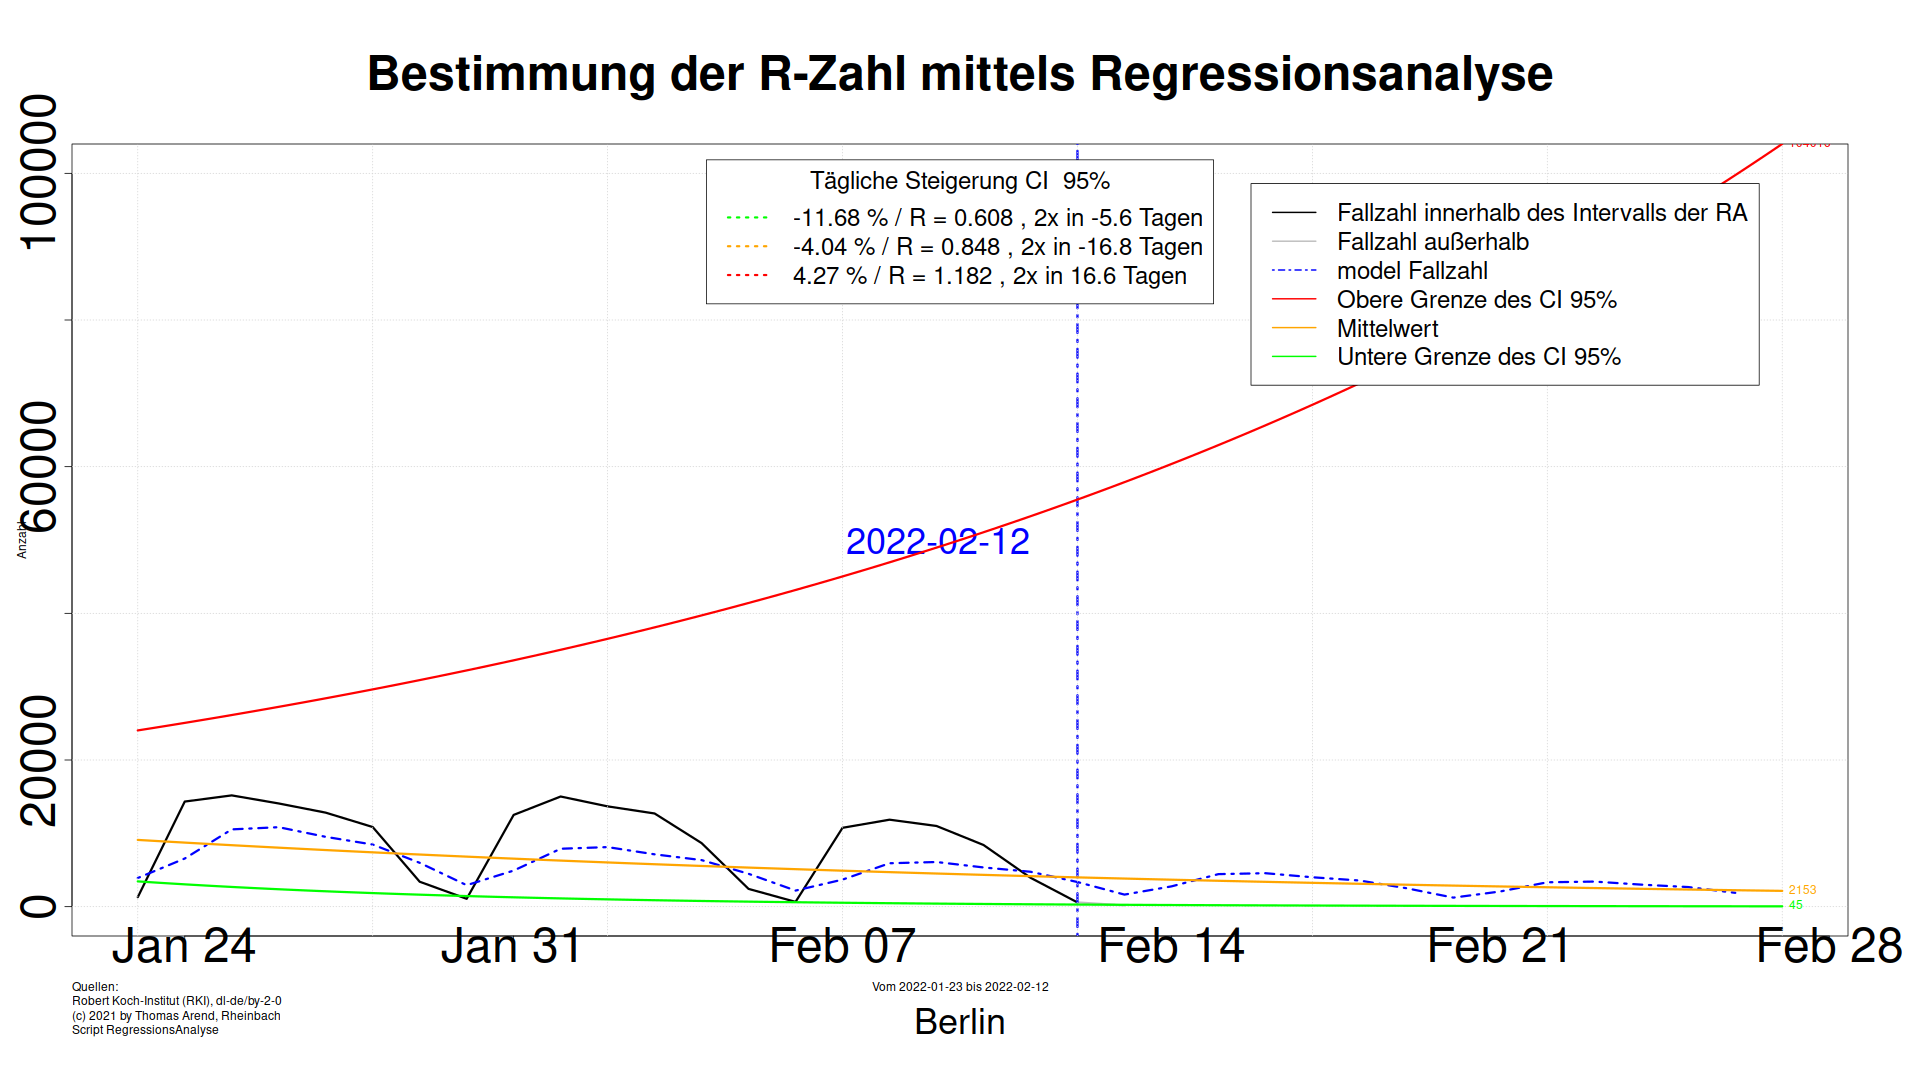 Bestimmung der R-Zahl mittels Regressionsanalyse
Anzahl
100000
60000
20000
0
Tägliche Steigerung CI 95%
-11.68 % / R = 0.608 , 2x in -5.6 Tagen
-4.04 % / R = 0.848 , 2x in -16.8 Tagen
4.27 % / R = 1.182 , 2x in 16.6 Tagen
Fallzahl innerhalb des Intervalls der RA
Fallzahl außerhalb
model Fallzahl
Obere Grenze des CI 95%
Mittelwert
Untere Grenze des CI 95%
2022-02-12
2153
45
Jan 24 Jan 31 Feb 07 Feb 14 Feb 21 Feb 28
Quellen:
Robert Koch-Institut (RKI), dl-de/by-2-0
(c) 2021 by Thomas Arend, Rheinbach
Script RegressionsAnalyse
Vom 2022-01-23 bis 2022-02-12
Berlin